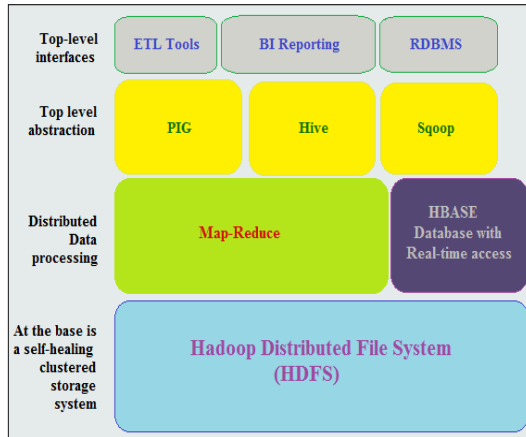 Top-level
interfaces
ETL Tools
BI Reporting
RDBMS
Top level
abstraction
PIG
Hive
Sqoop
Distributed
Data
processing
Map-Reduce
HBASE
Database with
Real-time access
At the base is
a self-healing
clustered
storage
system
Hadoop Distributed File System
(HDFS)